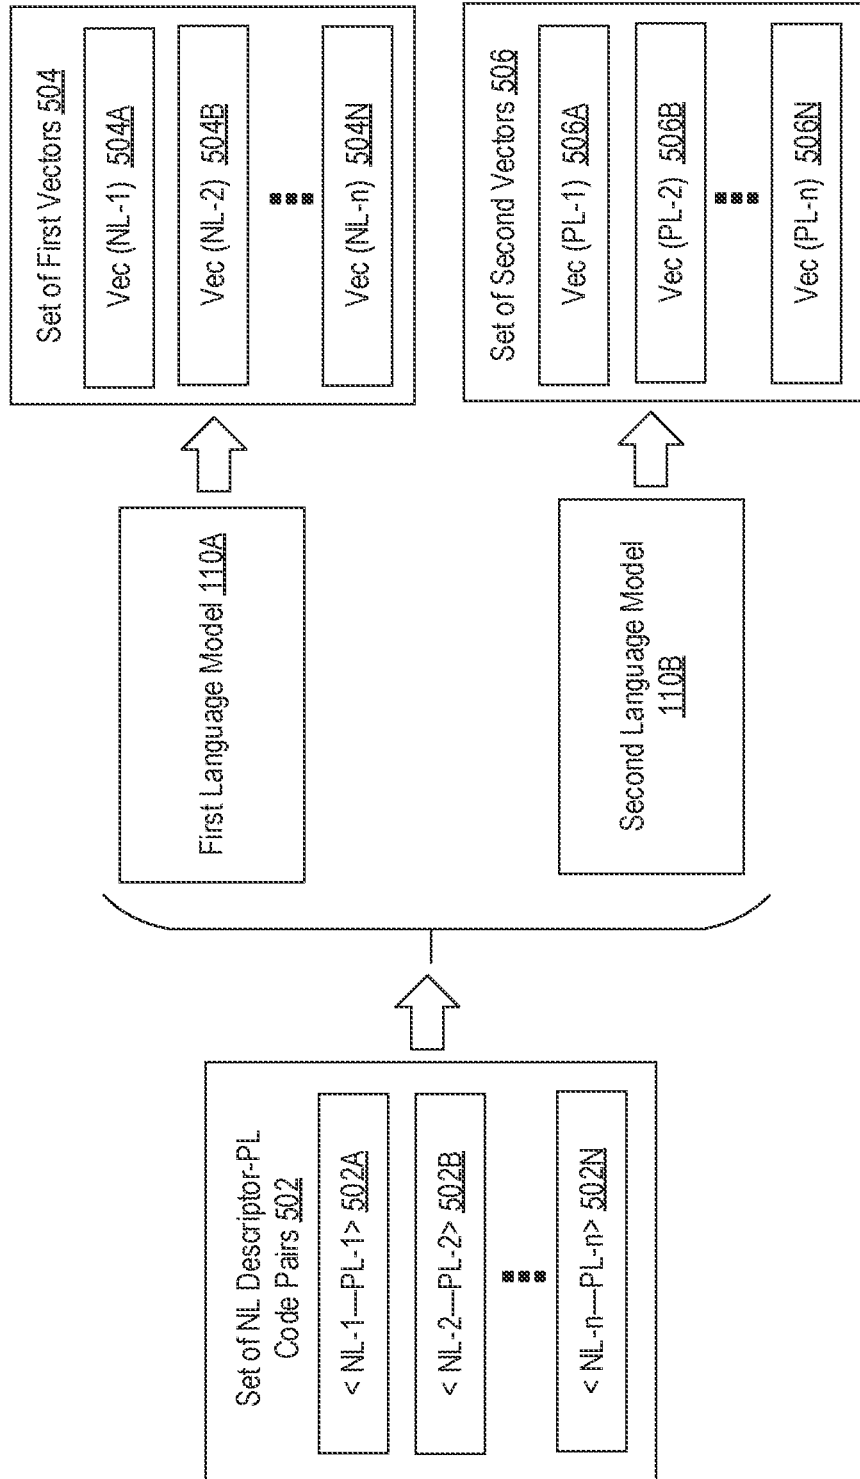 Set of NL Descriptor-PL
Code Pairs 502
< NL-1—PL-1> 502A
< NL-2—PL-2> 502B
< NL-n—PL-n> 502N
First Language Model 110A
Second Language Model
110B
Set of First Vectors 504
Vec (NL-1) 504A
Vec (NL-2) 504B
Vec (NL-n) 504N
Set of Second Vectors 506
Vec (PL-1) 506A
Vec (PL-2) 506B
Vec (PL-n) 506N